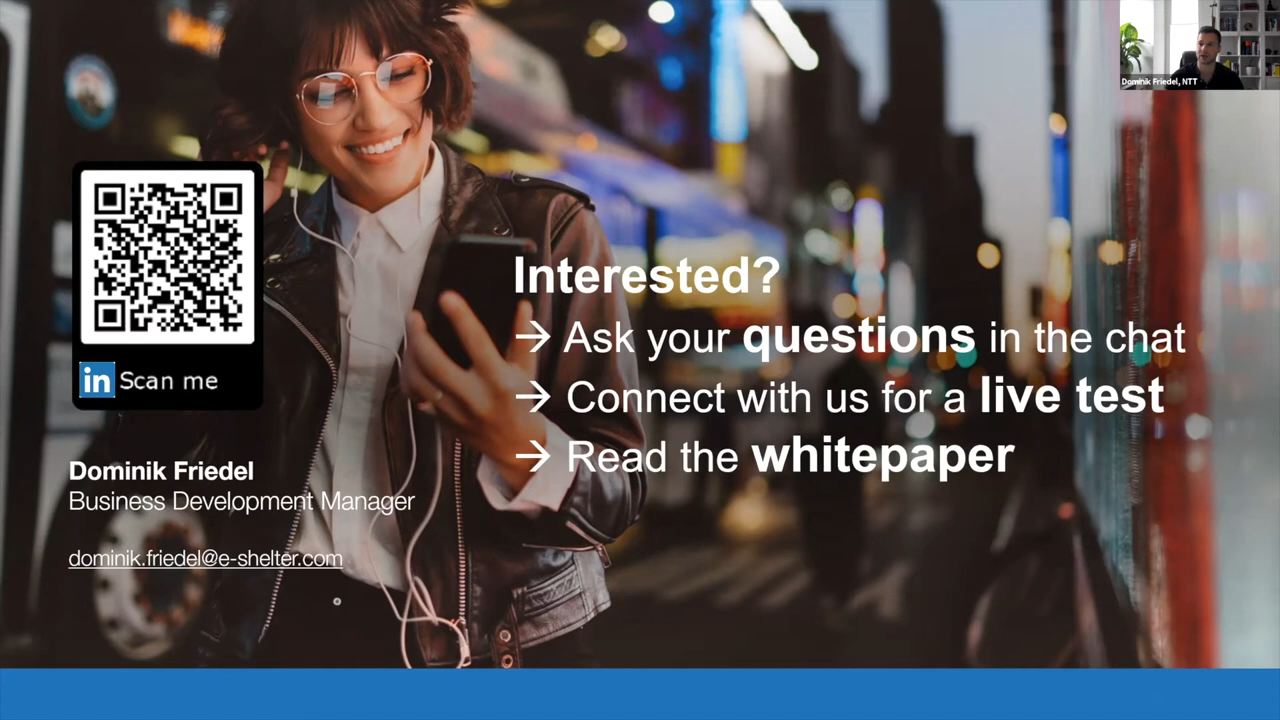 Dominik Friedel, NTT
in Scan me
Dominik Friedel
Business Development Manager
dominik.friedel@e-shelter.com
Interested?
→ Ask your questions in the chat
→ Connect with us for a live test
→ Read the whitepaper